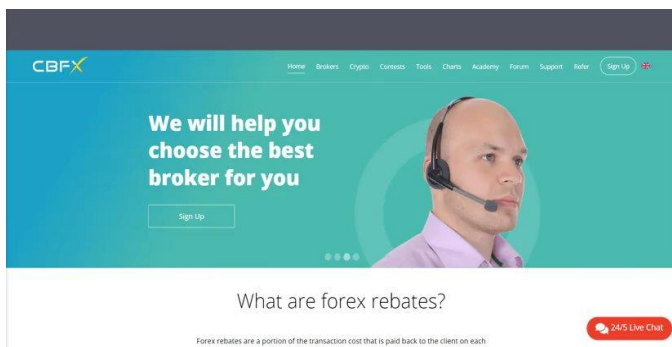 CBFX
Home Brokers Crypto Contests Tools Charts Academy Forum Support Refer Sign Up
We will help you
choose the best
broker for you
Sign Up
What are forex rebates?
Forex rebates are a portion of the transaction cost that is paid back to the client on each
24/5 Live Chat